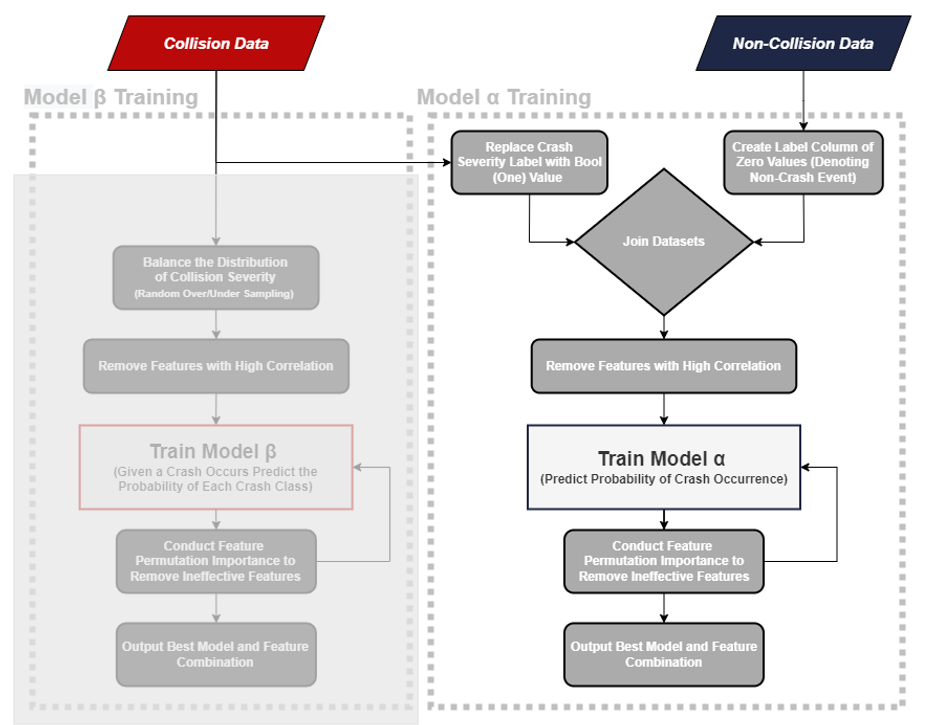 Collision Data
Non-Collision Data
Model β Training
Model α Training
Replace Crash
Severity Label with Bool
(One) Value
Create Label Column of
Zero Values (Denoting
Non-Crash Event)
Join Datasets
Balance the Distribution
of Collision Severity
(Random Over/Under Sampling)
Remove Features with High Correlation
Train Model β
(Given a Crash Occurs Predict the
Probability of Each Crash Class)
Conduct Feature
Permutation Importance to
Remove Ineffective Features
Output Best Model and Feature
Combination
Remove Features with High Correlation
Train Model α
(Predict Probability of Crash Occurrence)
Conduct Feature
Permutation Importance to
Remove Ineffective Features
Output Best Model and Feature
Combination